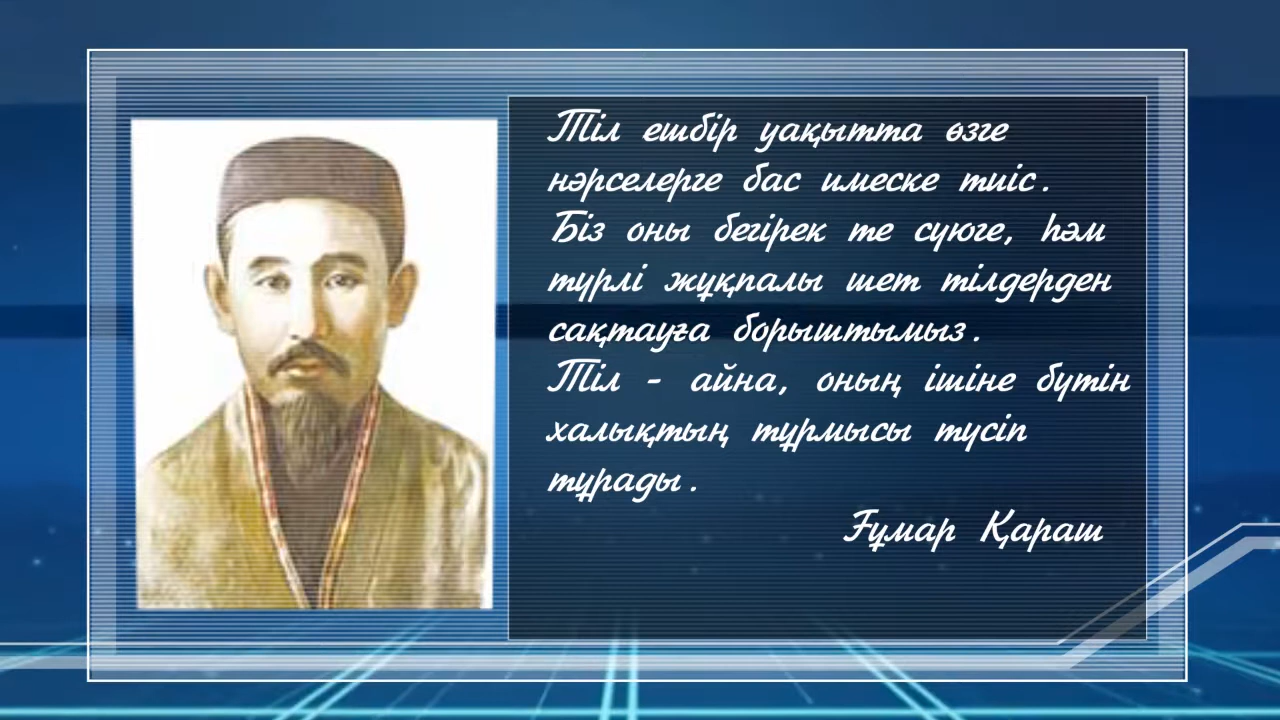 Тіл ешбір уақытта өзге
нәрселерге бас имеске тиіс.
Біз оны бегірек те сүюге, һәм
түрлі жұқпалы шет тілдерден
сақтауға борыштымыз.
Тіл - айна, оның ішіне бүтін
халықтың тұрмысы түсіп
тұрады.
Ғұмар Қараш